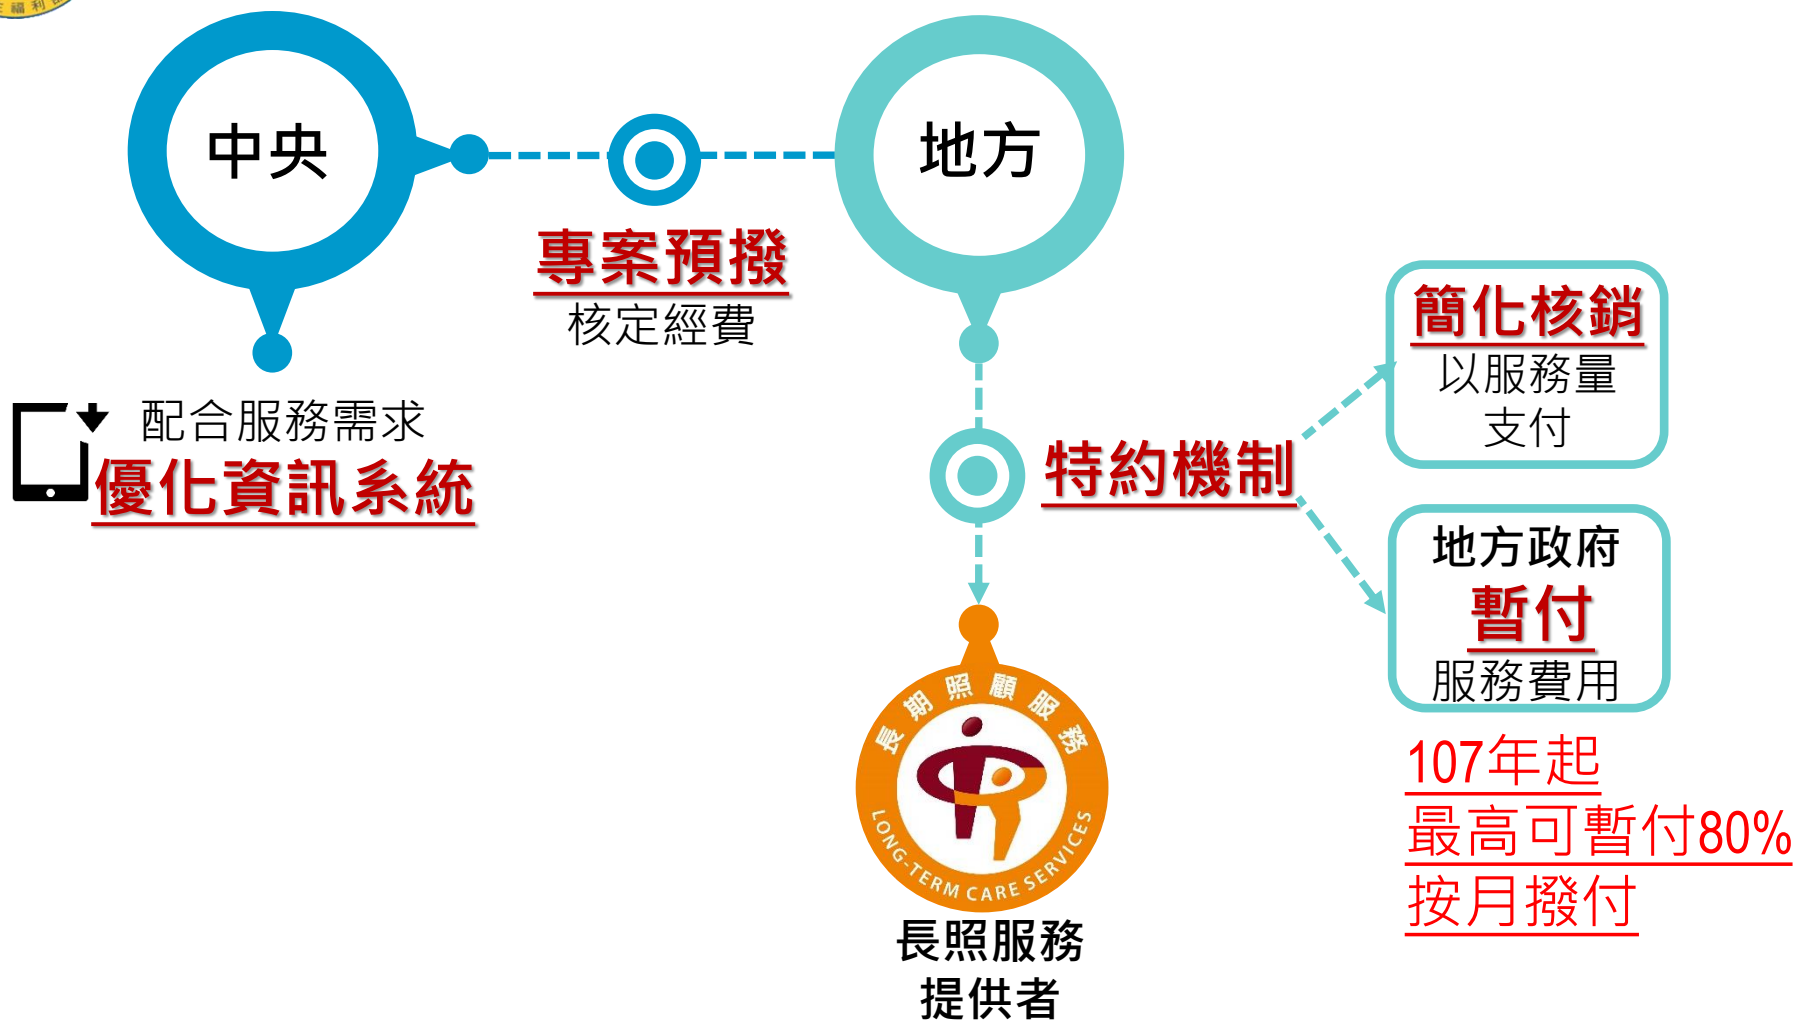 中央
地方
專案預撥
核定經費
配合服務需求
優化資訊系統
特約機制
簡化核銷
以服務量
支付
地方政府
暫付
服務費用
107年起
最高可暫付80%
按月撥付
長期照顧服務
LONG-TERM CARE SERVICES
長照服務
提供者